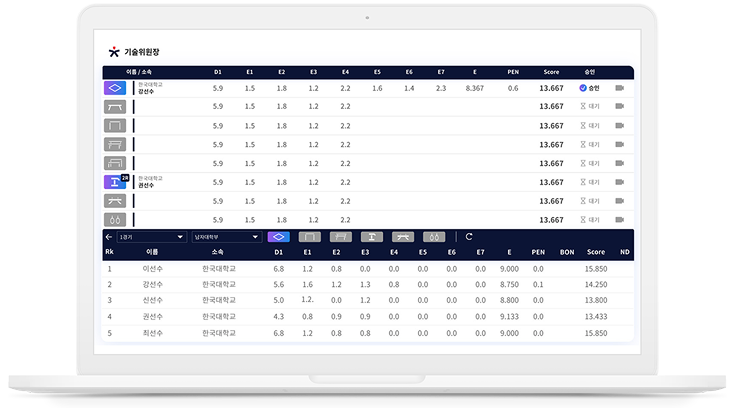 기술위원장
이름 / 소속 D1 E1 E2 E3 E4 E5 E6 E7 E PEN Score 승인
한국대학교
강선수 5.9 1.5 1.8 1.2 2.2 1.6 1.4 2.3 8.367 0.6 13.667 승인
5.9 1.5 1.8 1.2 2.2 13.667 대기
5.9 1.5 1.8 1.2 2.2 13.667 대기
5.9 1.5 1.8 1.2 2.2 13.667 대기
5.9 1.5 1.8 1.2 2.2 13.667 대기
한국대학교
권선수 5.9 1.5 1.8 1.2 2.2 13.667 대기
5.9 1.5 1.8 1.2 2.2 13.667 대기
5.9 1.5 1.8 1.2 2.2 13.667 대기
1경기 남자대학부
Rk 이름 소속 D1 E1 E2 E3 E4 E5 E6 E7 E PEN BON Score ND
1 이선수 한국대학교 6.8 1.2 0.8 0.0 0.0 0.0 0.0 0.0 9.000 0.0 15.850
2 강선수 한국대학교 5.6 1.6 1.2 1.3 0.8 0.0 0.0 0.0 8.750 0.1 14.250
3 신선수 한국대학교 5.0 1.2. 0.0 1.2 0.0 0.0 0.0 0.0 8.800 0.0 13.800
4 권선수 한국대학교 4.3 0.8 0.9 0.9 0.0 0.0 0.0 0.0 9.133 0.0 13.433
5 최선수 한국대학교 6.8 1.2 0.8 0.8 0.0 0.0 0.0 0.0 9.000 0.0 15.850